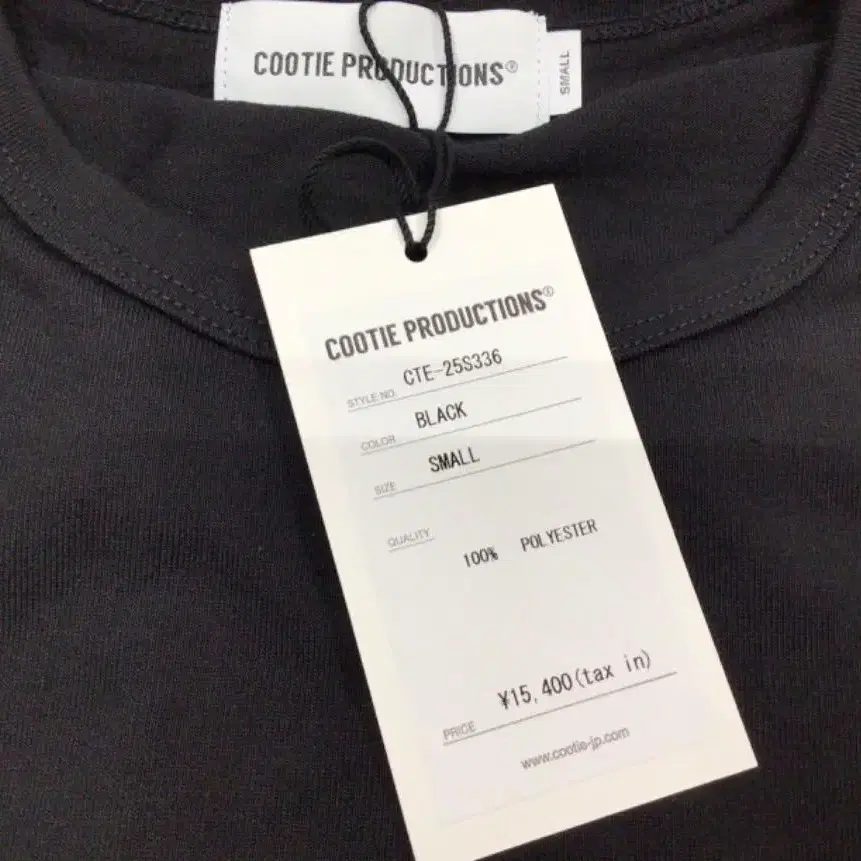 COOTIE PRODUCTIONS®
SMALL
COOTIE PRODUCTIONS®
STYLE NO. CTE-25S336
COLOR BLACK
SIZE SMALL
QUALITY
100% POLYESTER
PRICE ¥15,400(tax in)
www.cootie-jp.com